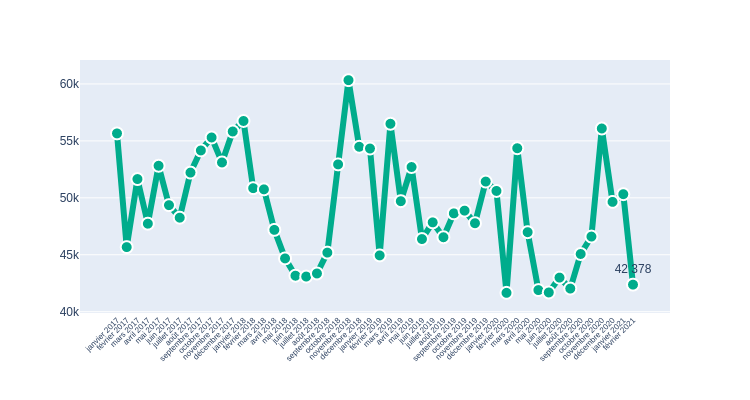 60k
55k
50k
45k
40k
42 378
janvier 2017
février 2017
mars 2017
avril 2017
mai 2017
juin 2017
juillet 2017
août 2017
septembre 2017
octobre 2017
novembre 2017
décembre 2017
janvier 2018
février 2018
mars 2018
avril 2018
mai 2018
juin 2018
juillet 2018
août 2018
septembre 2018
octobre 2018
novembre 2018
décembre 2018
janvier 2019
février 2019
mars 2019
avril 2019
mai 2019
juin 2019
juillet 2019
août 2019
septembre 2019
octobre 2019
novembre 2019
décembre 2019
janvier 2020
février 2020
mars 2020
avril 2020
mai 2020
juin 2020
juillet 2020
août 2020
septembre 2020
octobre 2020
novembre 2020
décembre 2020
janvier 2021
février 2021